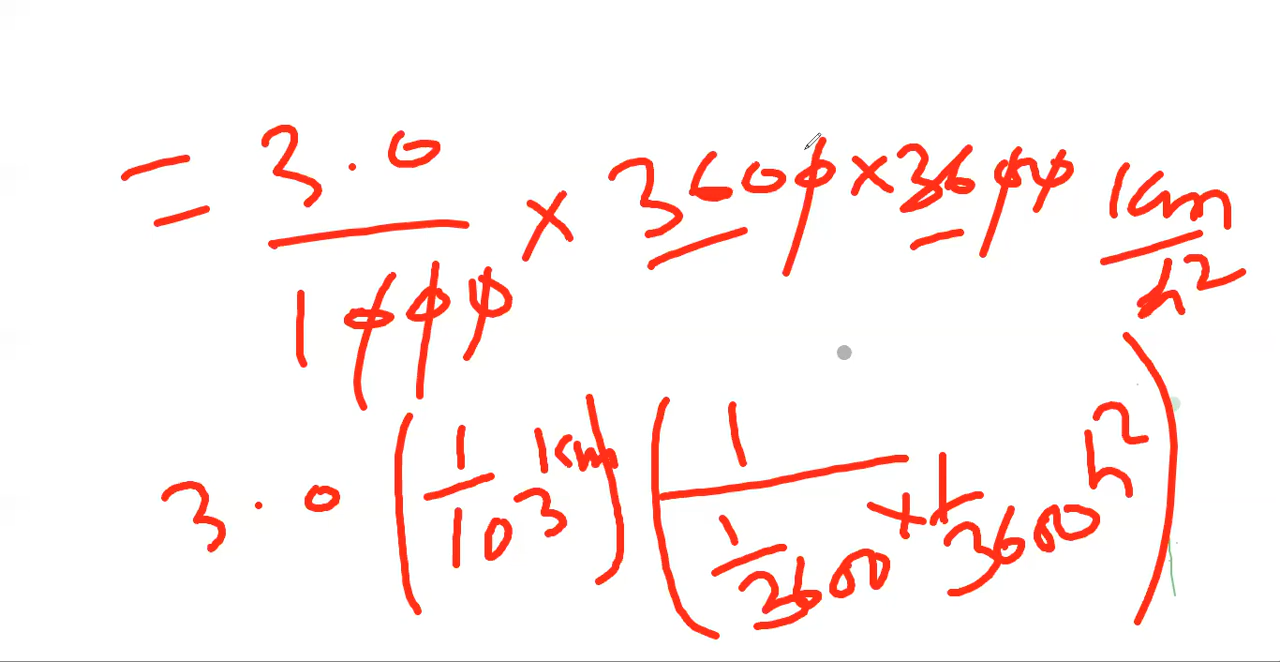 = 3.0/1000 × 3600 × 3600 Km/h²
3.0 (1/10³ Km) (1/(1/3600 × 1/3600 h²))